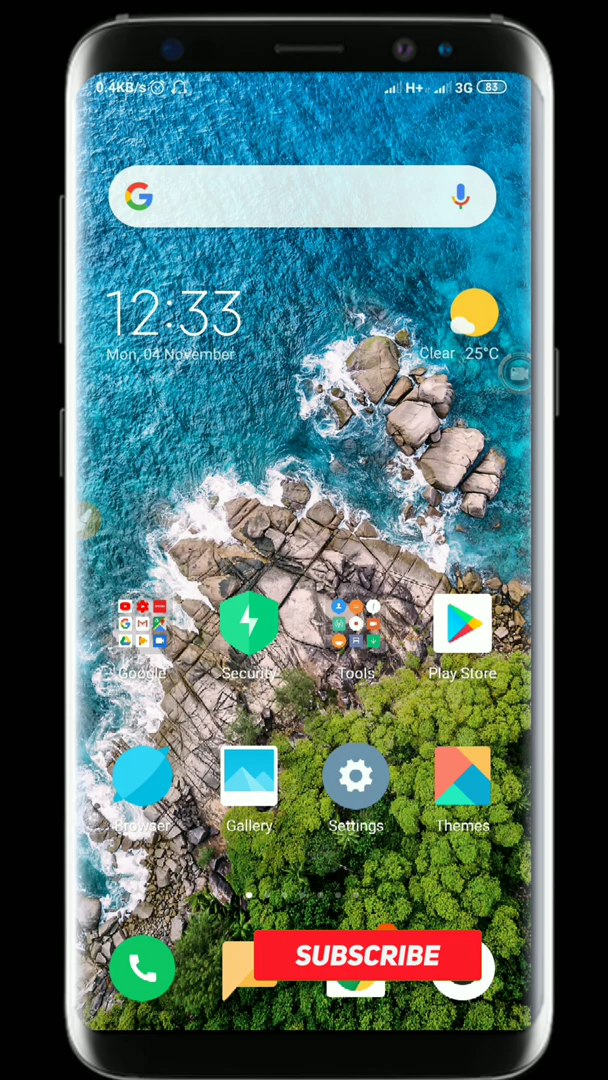 0.4KB/s H+ 3G 83
12:33
Mon, 04 November
Clear 25°C
Google Security Tools Play Store
Browser Gallery Settings Themes
SUBSCRIBE